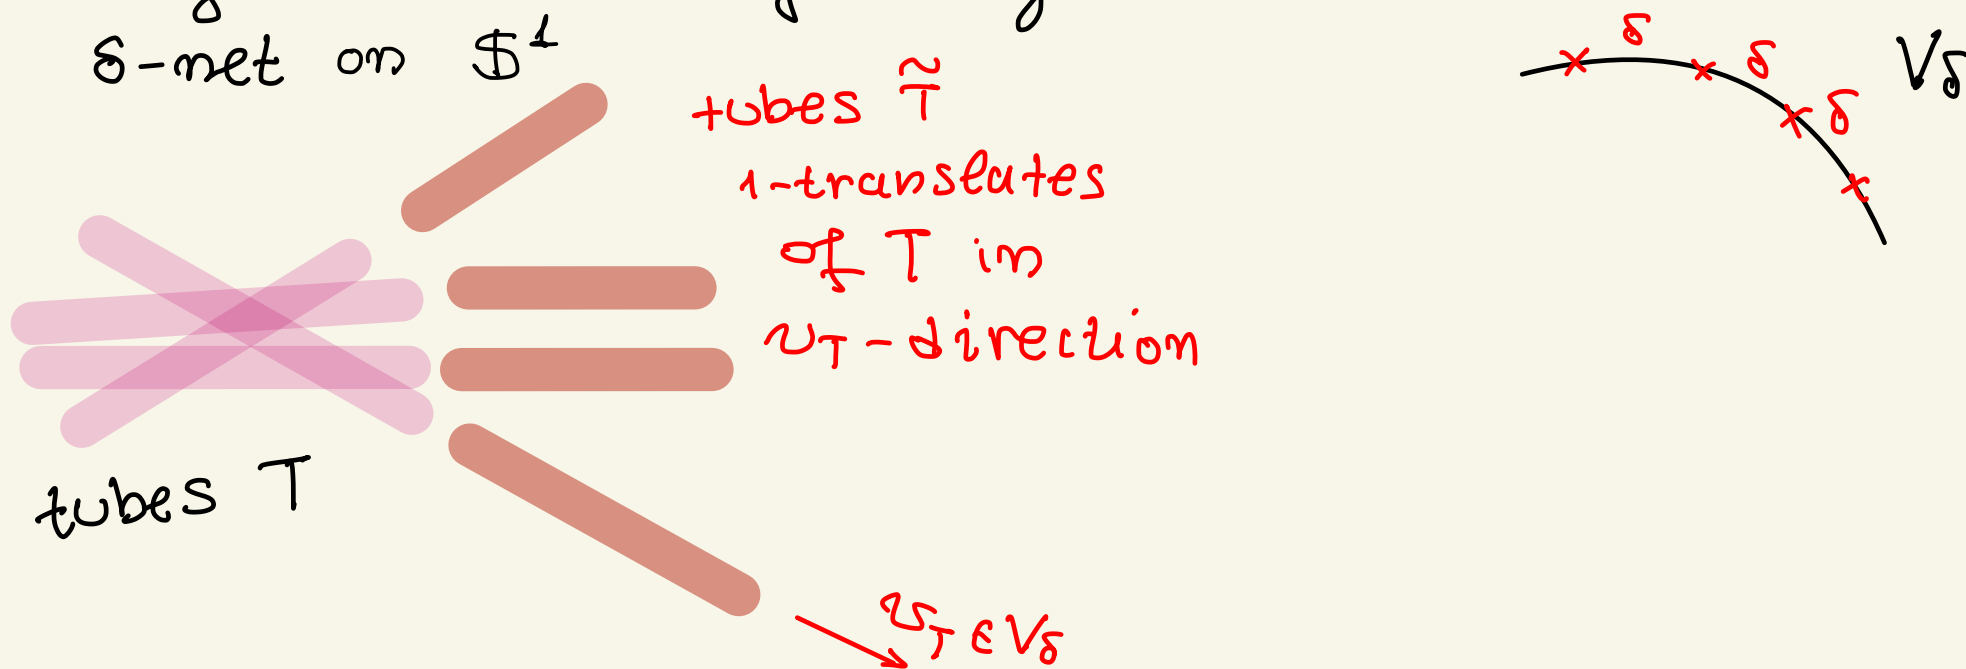 δ-net on $^1
δ δ δ
V_δ
tubes T̃
1-translates
of T in
v_T-direction
tubes T
v_T ∈ V_δ